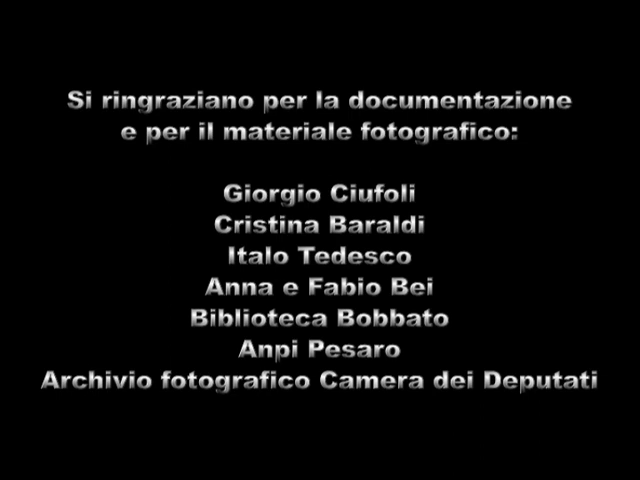 Si ringraziano per la documentazione
e per il materiale fotografico:
Giorgio Ciufoli
Cristina Baraldi
Italo Tedesco
Anna e Fabio Bei
Biblioteca Bobbato
Anpi Pesaro
Archivio fotografico Camera dei Deputati